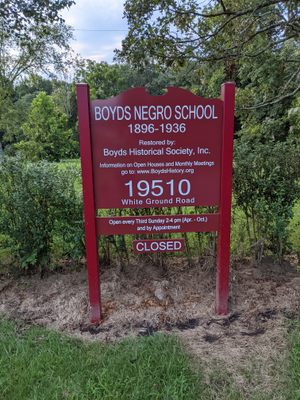 BOYDS NEGRO SCHOOL
1896-1936
Restored by:
Boyds Historical Society, Inc.
Information on Open Houses and Monthly Meetings
go to: www.BoydsHistory.org
19510
White Ground Road
Open every Third Sunday 2-4 pm (Apr. - Oct.)
and by Appointment
CLOSED